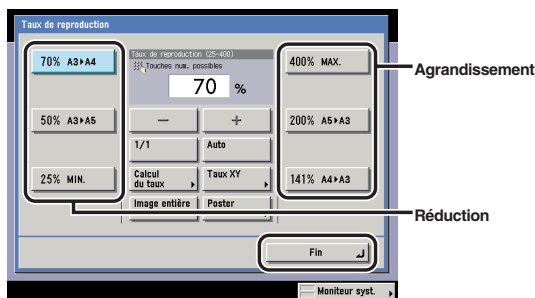 Taux de reproduction
70% A3▸A4
50% A3▸A5
25% MIN.
Taux de reproduction (25-400)
Touches num. possibles
70 %
− +
1/1 Auto
Calcul du taux ▸ Taux XY ▸
Image entière Poster
400% MAX.
200% A5▸A3
141% A4▸A3
Agrandissement
Réduction
Fin
Moniteur syst. ▸